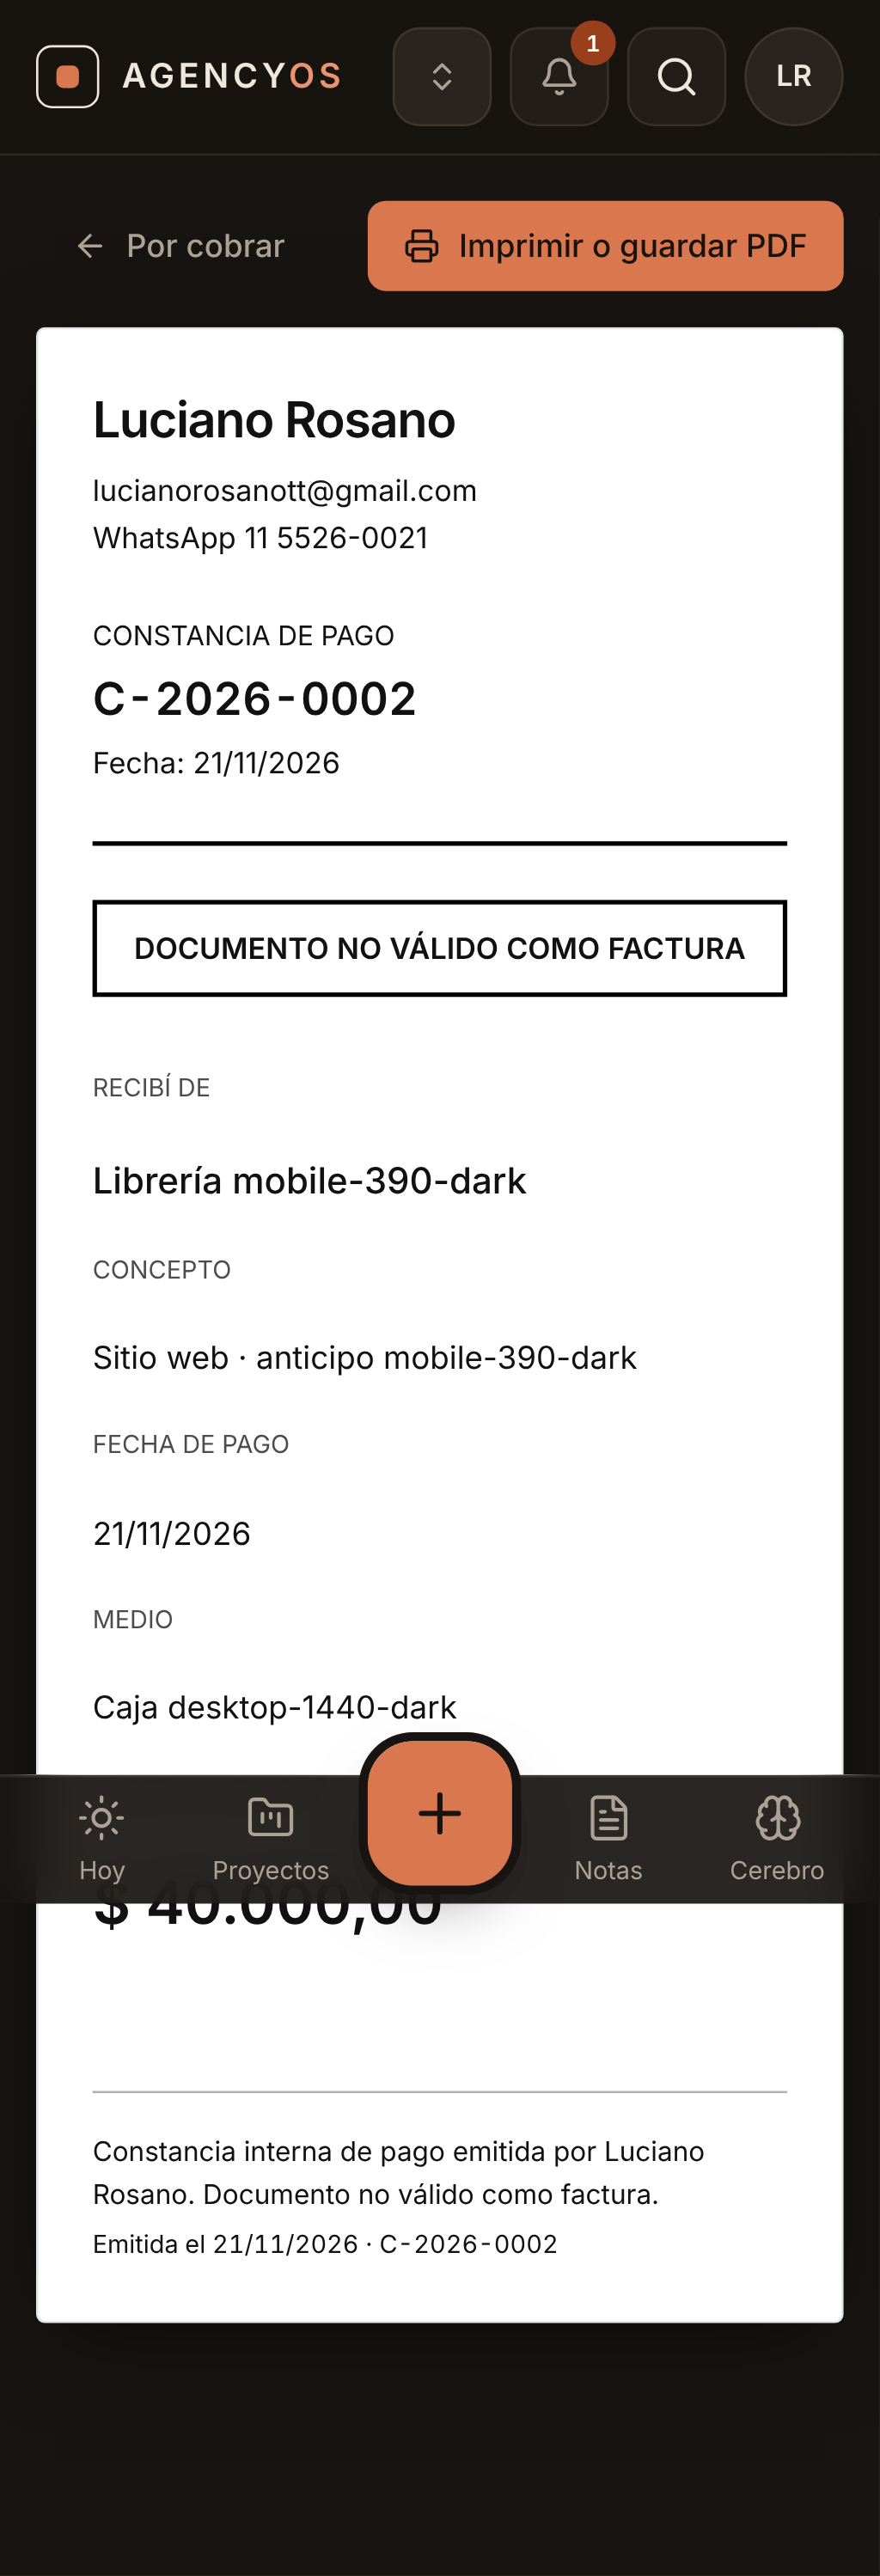 AGENCYOS
1
LR
Por cobrar
Imprimir o guardar PDF
Luciano Rosano
lucianorosanott@gmail.com
WhatsApp 11 5526-0021
CONSTANCIA DE PAGO
C-2026-0002
Fecha: 21/11/2026
DOCUMENTO NO VÁLIDO COMO FACTURA
RECIBÍ DE
Librería mobile-390-dark
CONCEPTO
Sitio web · anticipo mobile-390-dark
FECHA DE PAGO
21/11/2026
MEDIO
Caja desktop-1440-dark
Hoy
Proyectos
Notas
Cerebro
$ 40.000,00
Constancia interna de pago emitida por Luciano
Rosano. Documento no válido como factura.
Emitida el 21/11/2026 · C-2026-0002